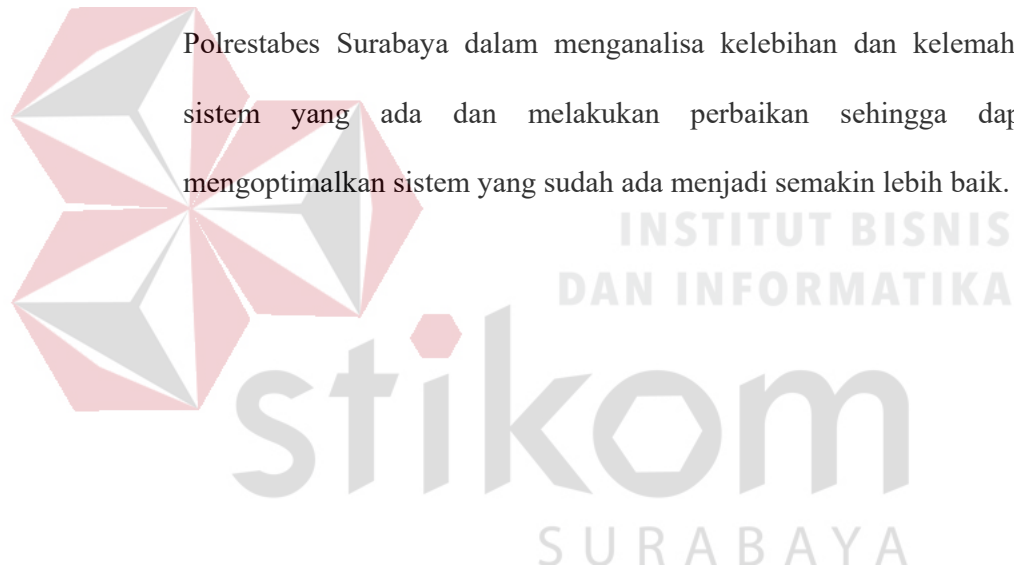 Polrestabes Surabaya dalam menganalisa kelebihan dan kelemah
sistem yang ada dan melakukan perbaikan sehingga dap
mengoptimalkan sistem yang sudah ada menjadi semakin lebih baik.
INSTITUT BISNIS
DAN INFORMATIKA
stikom
SURABAYA